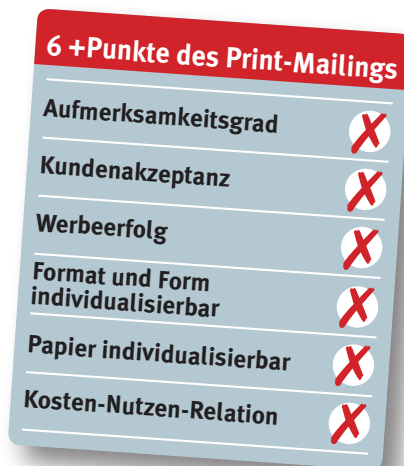 6 +Punkte des Print-Mailings
Aufmerksamkeitsgrad
Kundenakzeptanz
Werbeerfolg
Format und Form
individualisierbar
Papier individualisierbar
Kosten-Nutzen-Relation